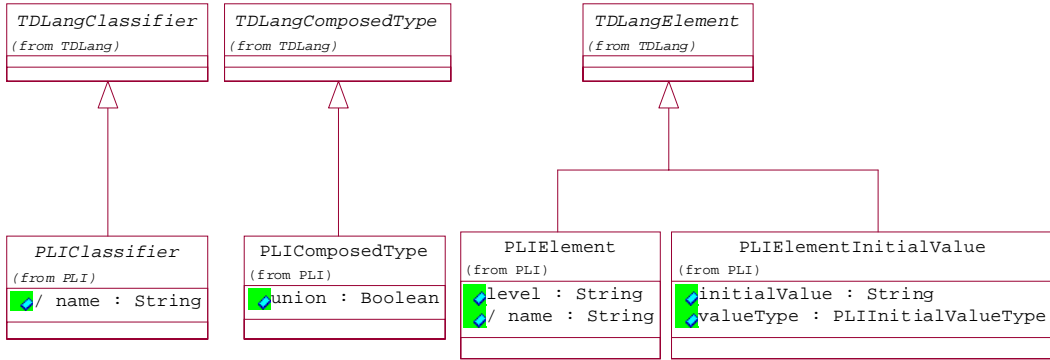 TDLangClassifier
(from TDLang)
TDLangComposedType
(from TDLang)
TDLangElement
(from TDLang)
PLIClassifier
(from PLI)
/ name : String
PLIComposedType
(from PLI)
union : Boolean
PLIElement
(from PLI)
level : String
/ name : String
PLIElementInitialValue
(from PLI)
initialValue : String
valueType : PLIInitialValueType